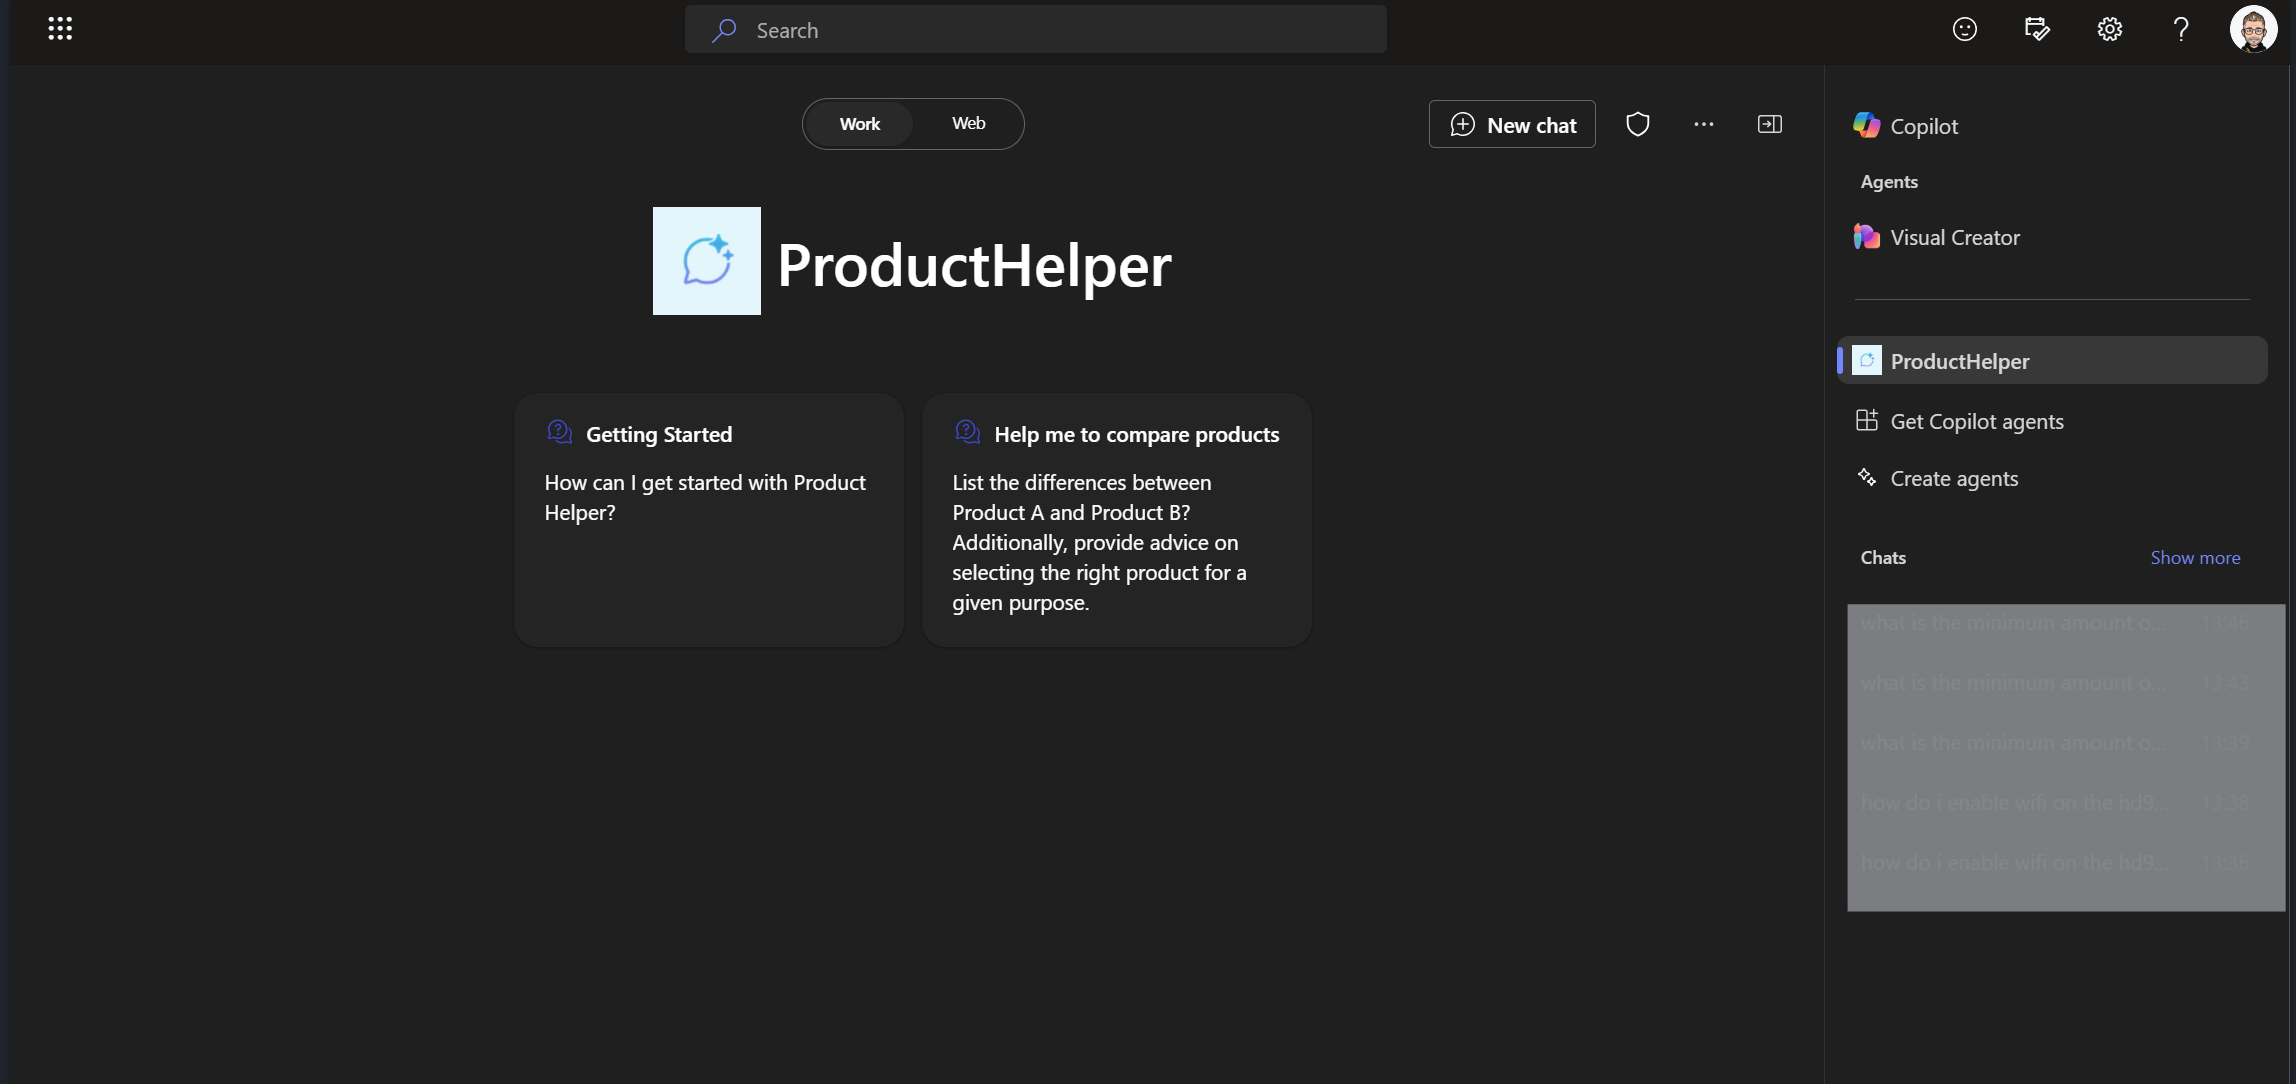 Search
Work
Web
New chat
ProductHelper
Getting Started
How can I get started with Product
Helper?
Help me to compare products
List the differences between
Product A and Product B?
Additionally, provide advice on
selecting the right product for a
given purpose.
Copilot
Agents
Visual Creator
ProductHelper
Get Copilot agents
Create agents
Chats
Show more
what is the minimum amount o... 13:46
what is the minimum amount o... 13:43
what is the minimum amount o... 13:39
how do i enable wifi on the hd9... 13:38
how do i enable wifi on the hd9... 13:36